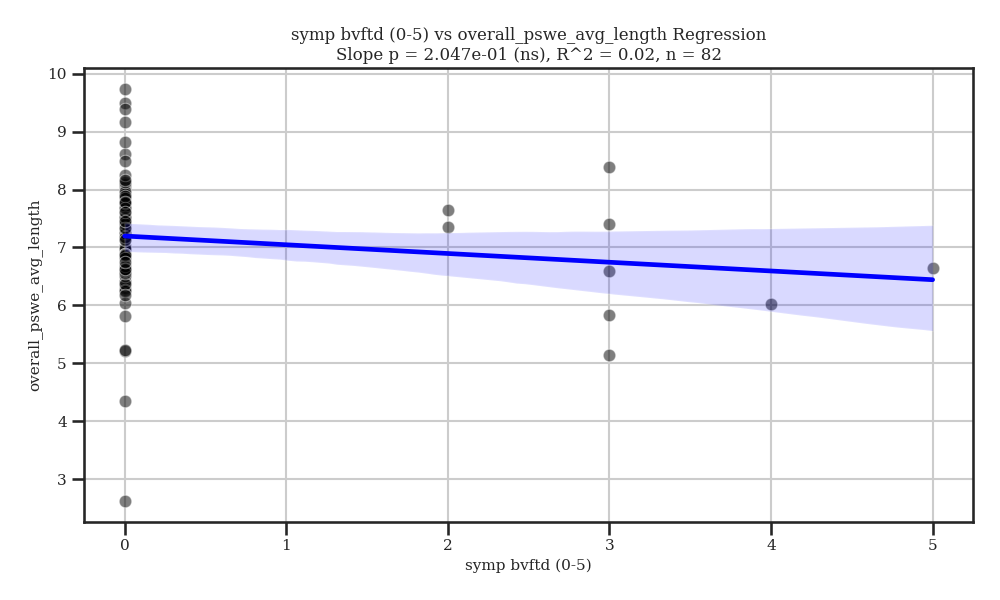 symp bvftd (0-5) vs overall_pswe_avg_length Regression
Slope p = 2.047e-01 (ns), R^2 = 0.02, n = 82
overall_pswe_avg_length
10
9
8
7
6
5
4
3
0 1 2 3 4 5
symp bvftd (0-5)